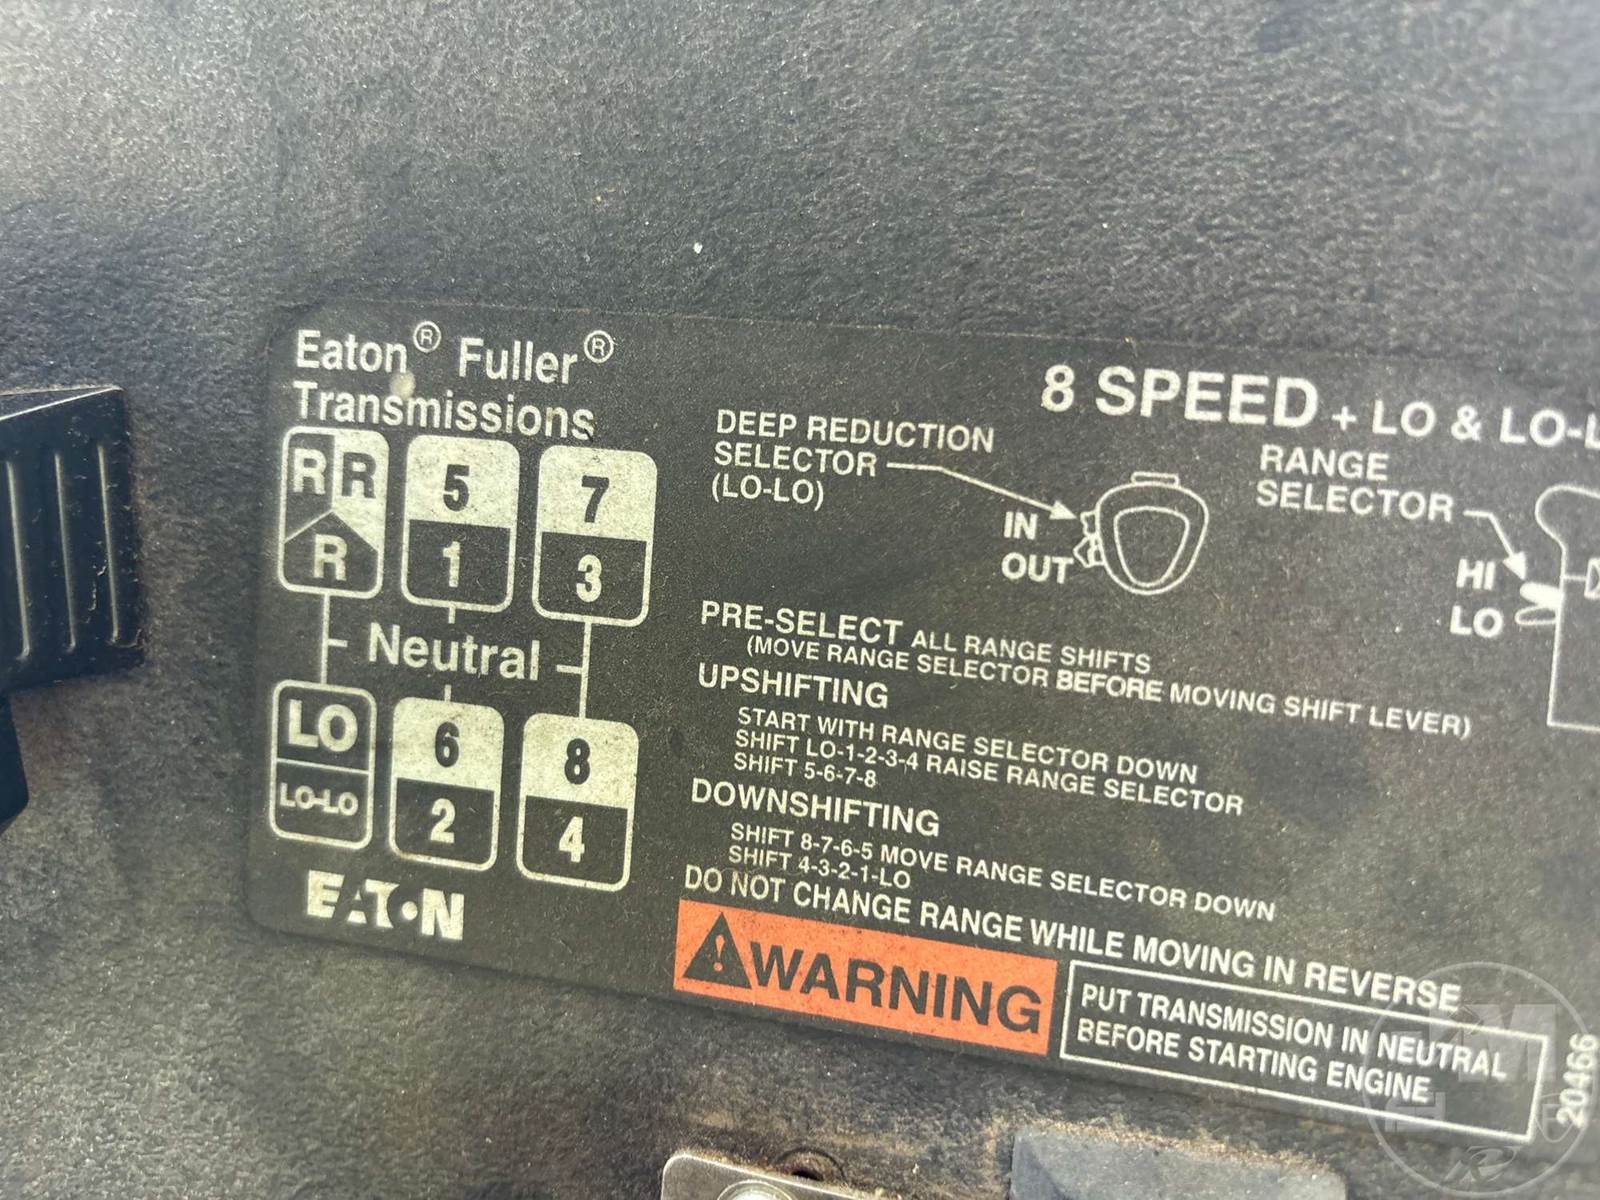 Eaton® Fuller®
Transmissions
R R
R
5
1
7
3
Neutral
LO
LO-LO
6
2
8
4
EATON
8 SPEED + LO & LO-L
DEEP REDUCTION
SELECTOR
(LO-LO)
IN
OUT
RANGE
SELECTOR
HI
LO
PRE-SELECT ALL RANGE SHIFTS
(MOVE RANGE SELECTOR BEFORE MOVING SHIFT LEVER)
UPSHIFTING
START WITH RANGE SELECTOR DOWN
SHIFT LO-1-2-3-4 RAISE RANGE SELECTOR
SHIFT 5-6-7-8
DOWNSHIFTING
SHIFT 8-7-6-5 MOVE RANGE SELECTOR DOWN
SHIFT 4-3-2-1-LO
DO NOT CHANGE RANGE WHILE MOVING IN REVERSE
WARNING
PUT TRANSMISSION IN NEUTRAL
BEFORE STARTING ENGINE
20466